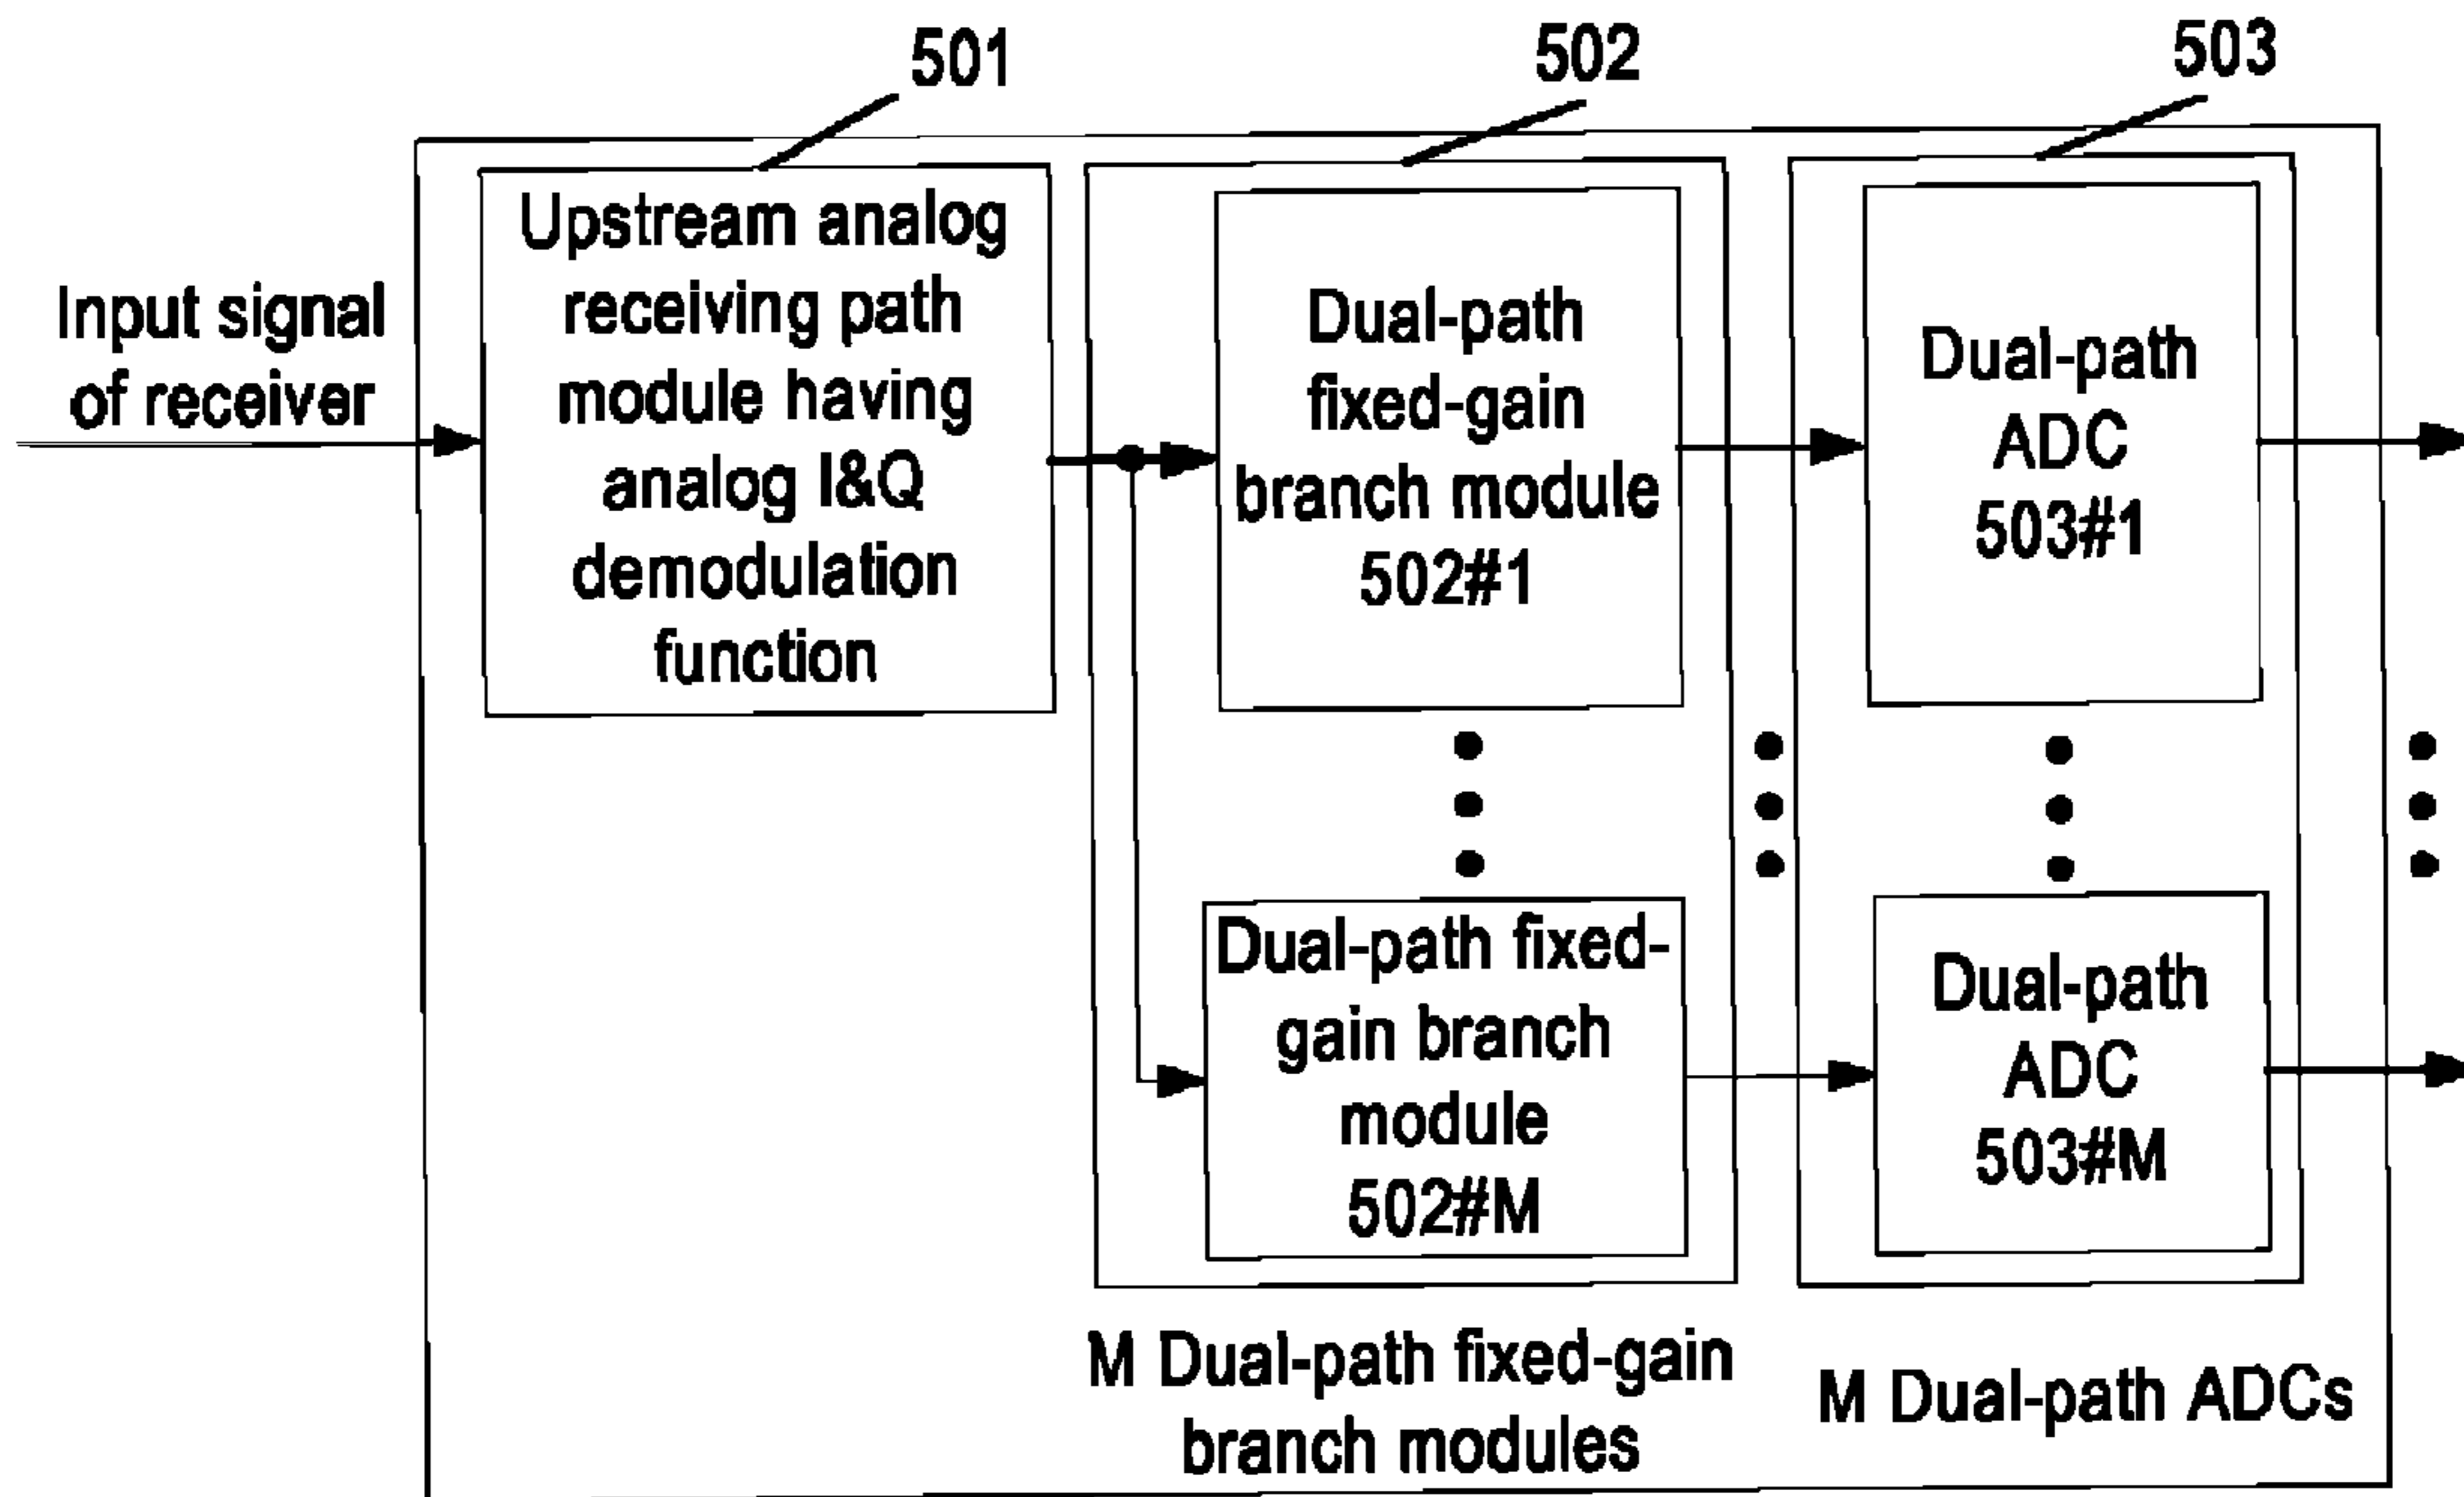 501
502
503
Input signal
of receiver
Upstream analog
receiving path
module having
analog I&Q
demodulation
function
Dual-path
fixed-gain
branch module
502#1
Dual-path
ADC
503#1
Dual-path fixed-
gain branch
module
502#M
Dual-path
ADC
503#M
M Dual-path fixed-gain
branch modules
M Dual-path ADCs